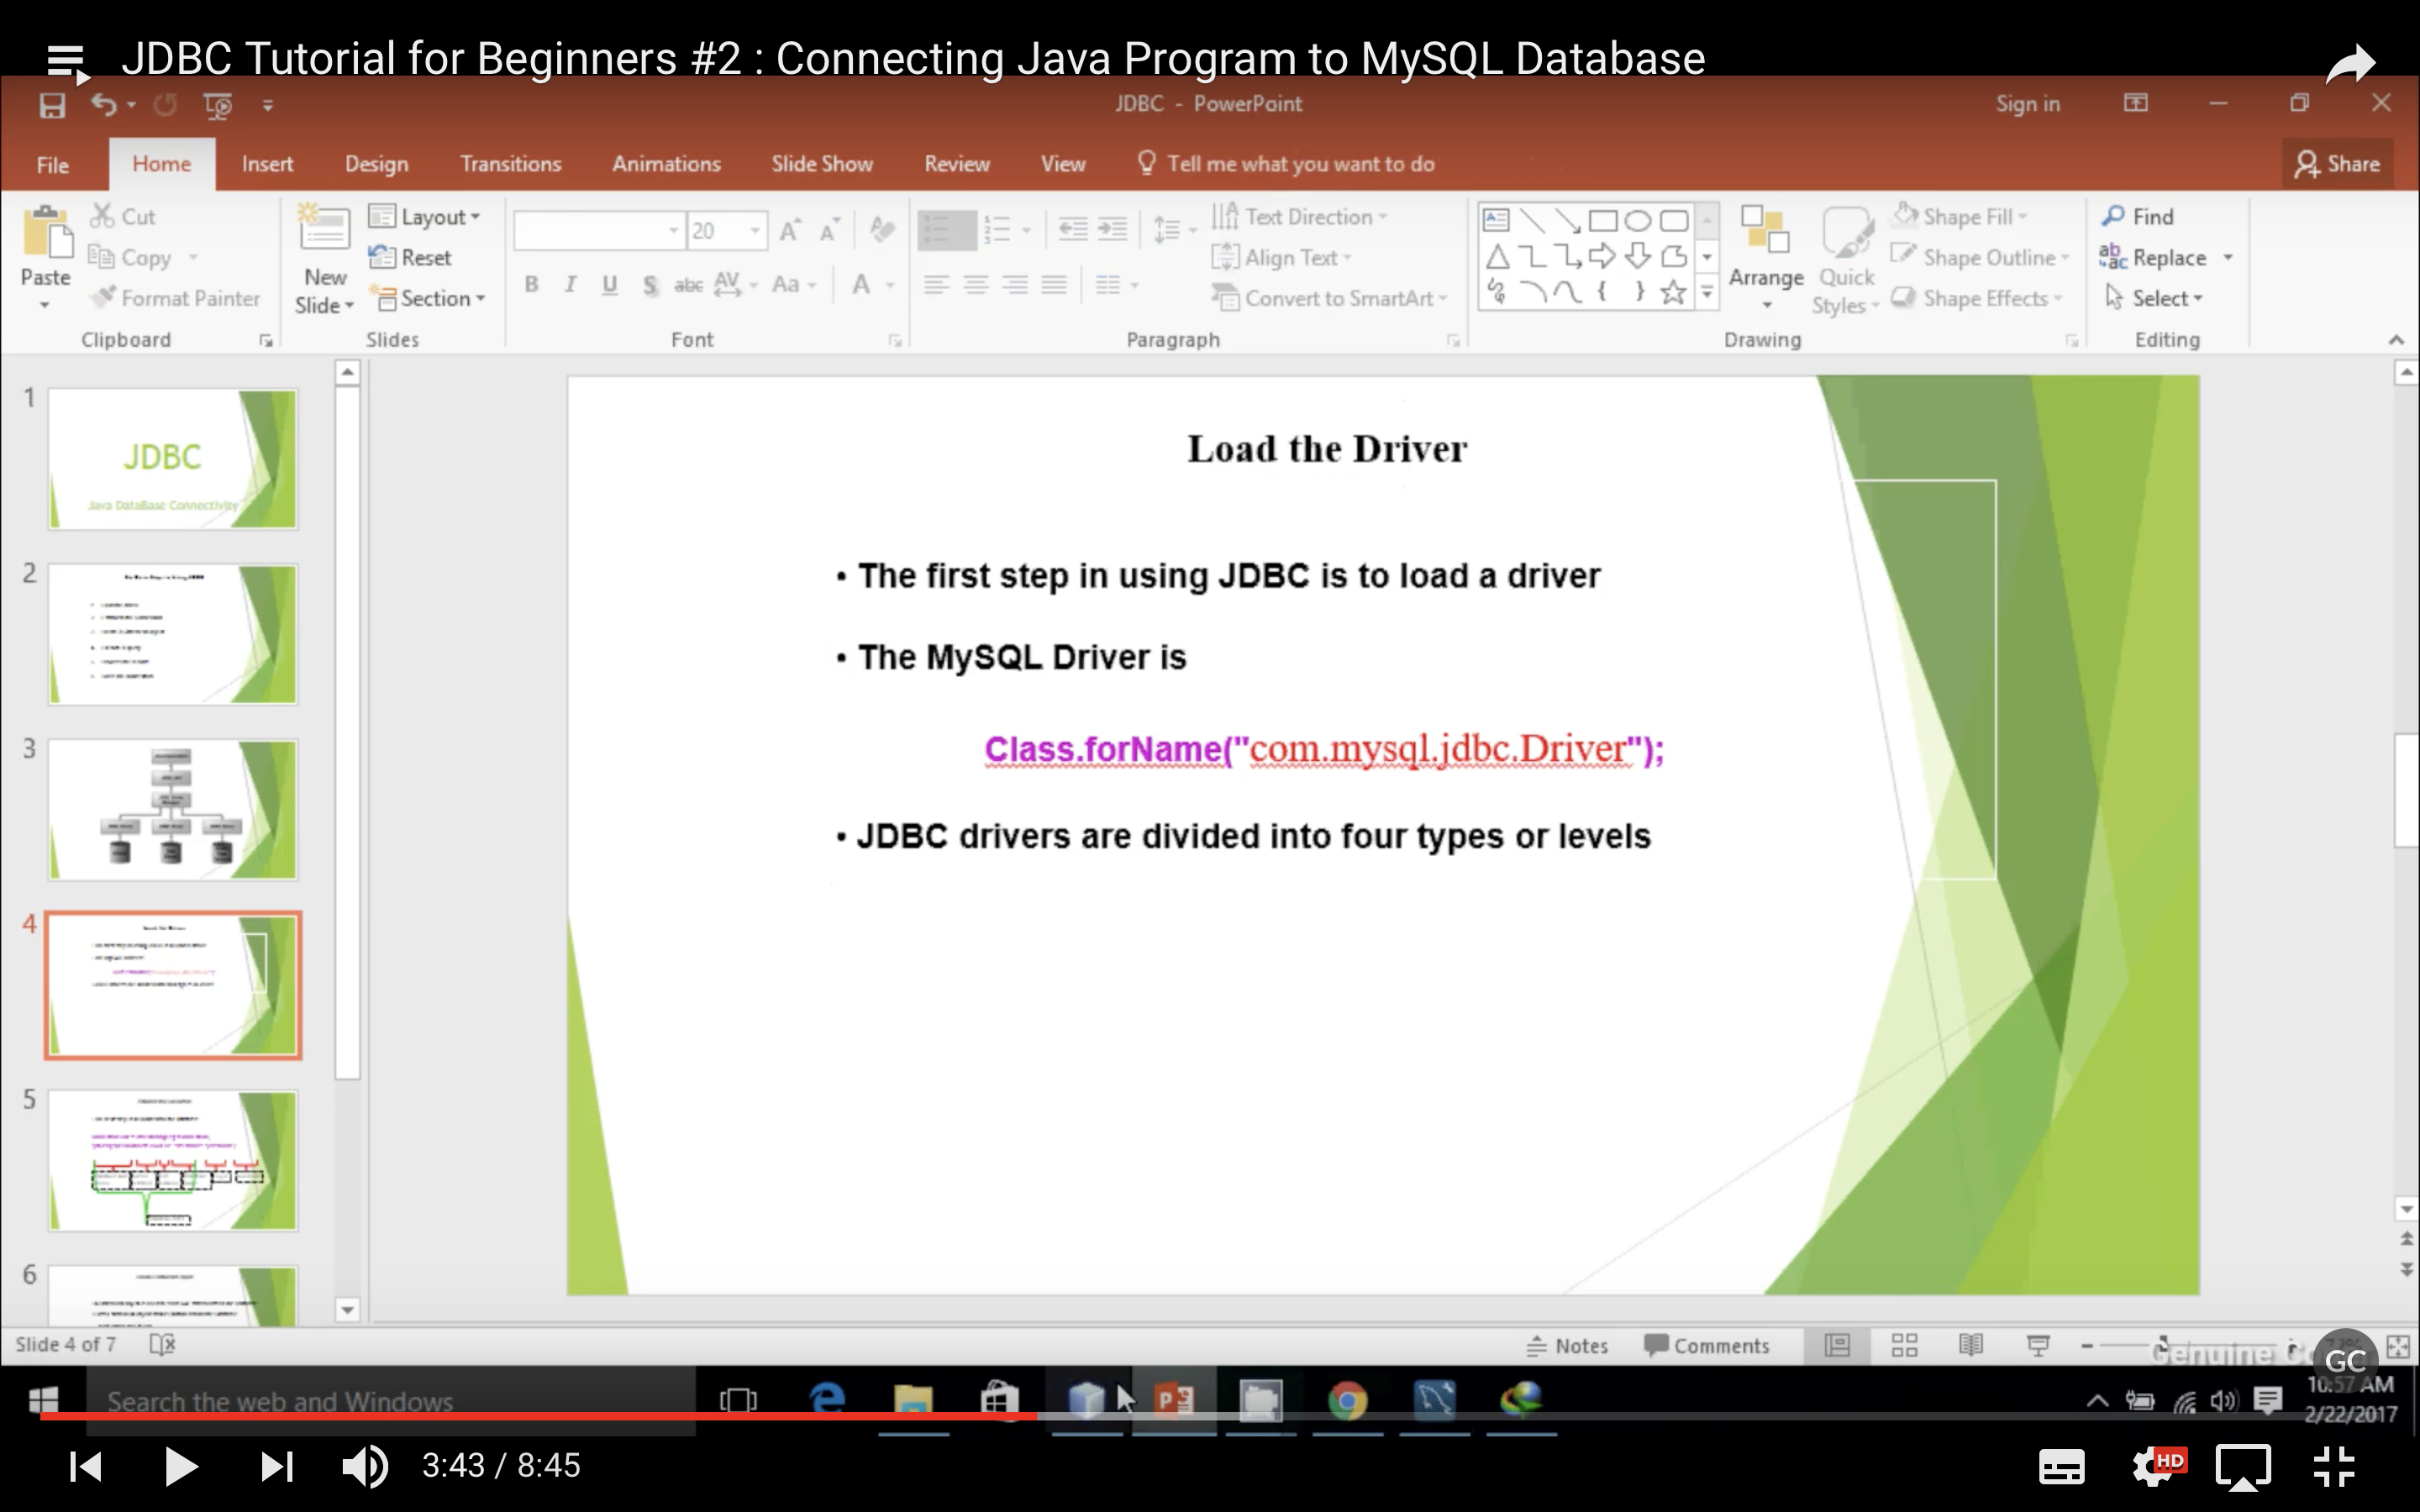 JDBC Tutorial for Beginners #2 : Connecting Java Program to MySQL Database
JDBC - PowerPoint
Sign in
File Home Insert Design Transitions Animations Slide Show Review View Tell me what you want to do Share
Paste
Cut
Copy
Format Painter
Clipboard
New
Slide
Layout
Reset
Section
Slides
20
B I U S abc AV Aa A
Font
Text Direction
Align Text
Convert to SmartArt
Paragraph
Arrange
Quick
Styles
Shape Fill
Shape Outline
Shape Effects
Drawing
Find
Replace
Select
Editing
1
JDBC
Java DataBase Connectivity
2
3
4
5
6
Load the Driver
• The first step in using JDBC is to load a driver
• The MySQL Driver is
Class.forName("com.mysql.jdbc.Driver");
• JDBC drivers are divided into four types or levels
Slide 4 of 7
Notes
Comments
Genuine
GC
Search the web and Windows
10:57 AM
2/22/2017
3:43 / 8:45
HD